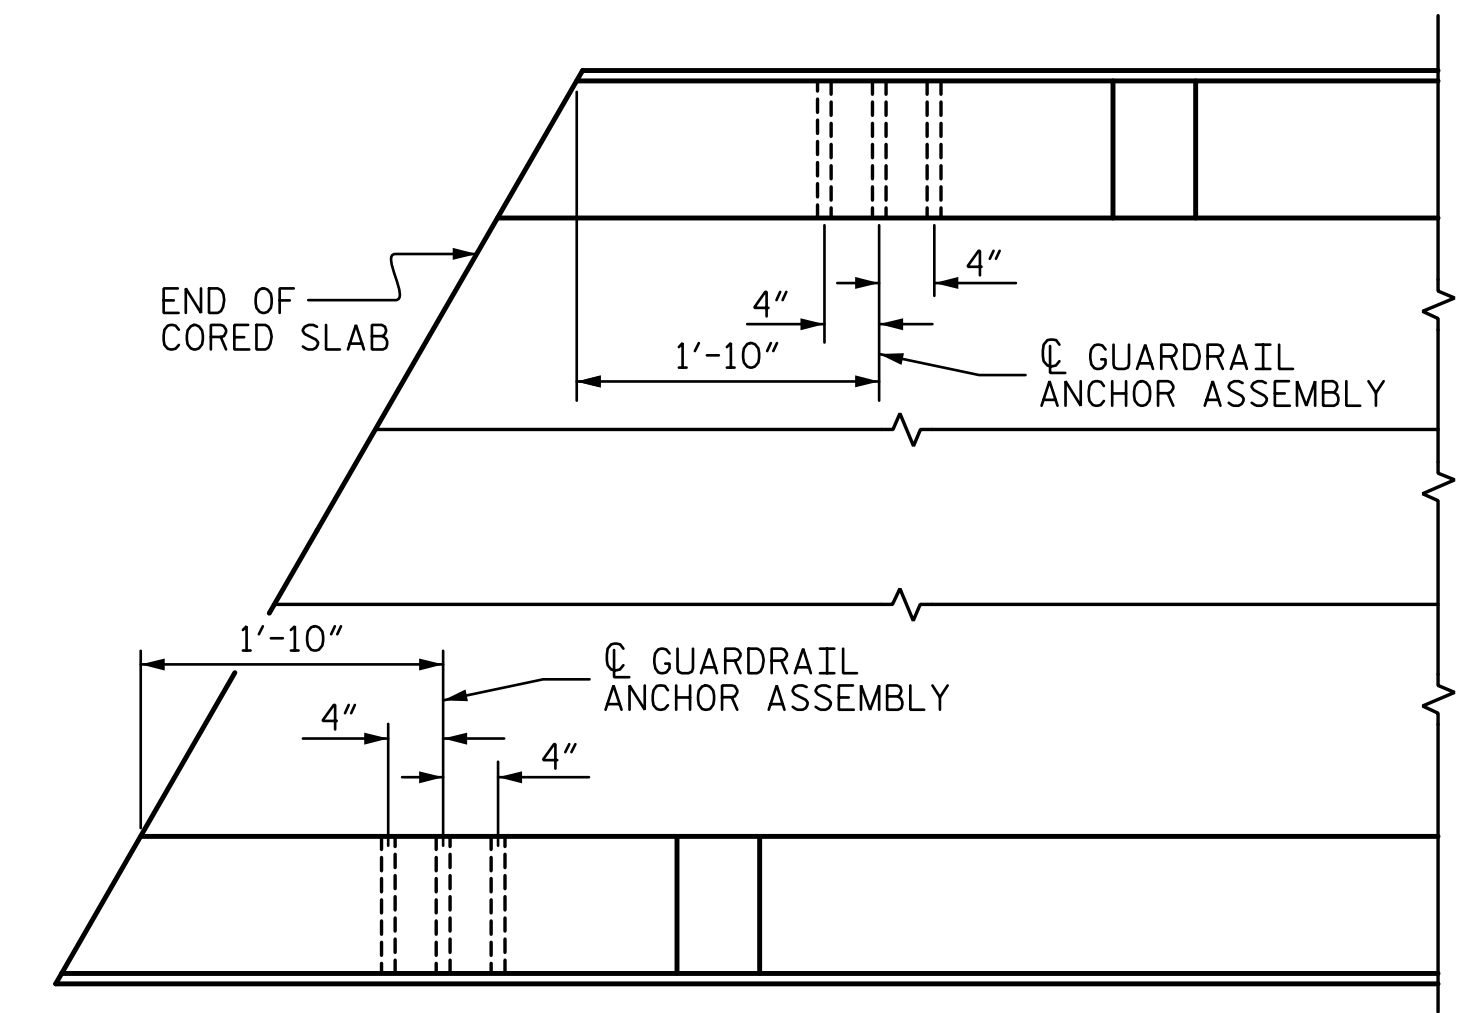 4"
END OF
CORED SLAB
4"
1'-10"
℄ GUARDRAIL
ANCHOR ASSEMBLY
1'-10"
℄ GUARDRAIL
ANCHOR ASSEMBLY
4"
4"